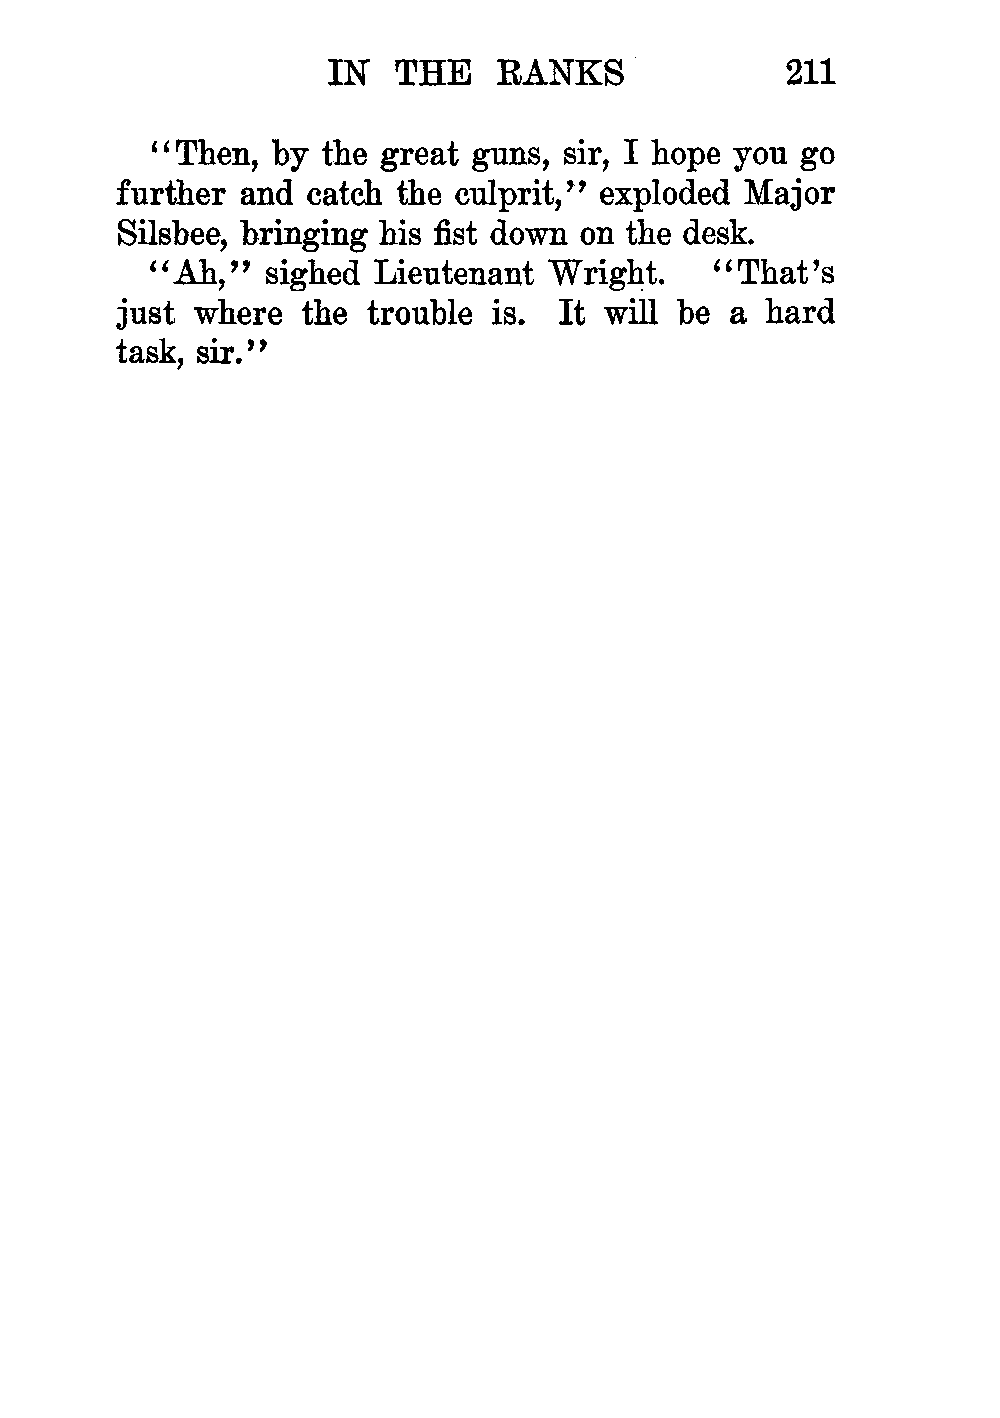 IN THE RANKS 211
“Then, by the great guns, sir, I hope you go
further and catch the culprit,” exploded Major
Silsbee, bringing his fist down on the desk.
“Ah,” sighed Lieutenant Wright. “That’s
just where the trouble is. It will be a hard
task, sir.”